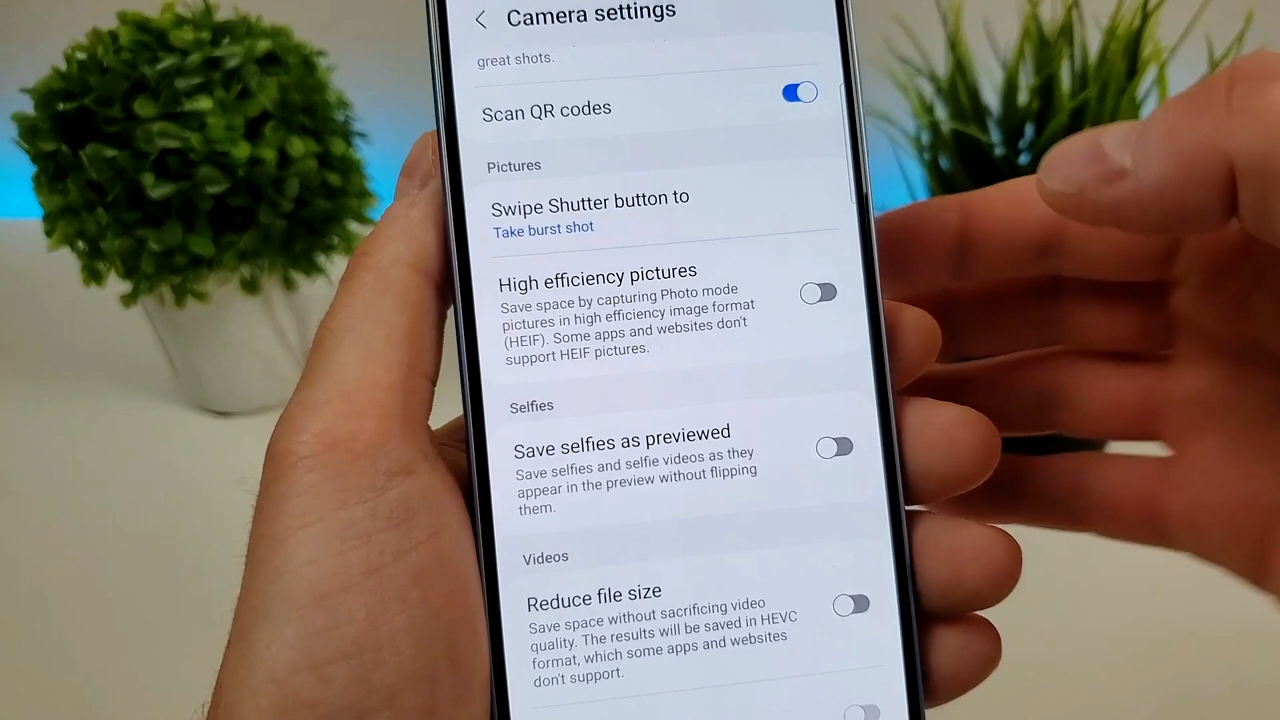 Camera settings
great shots.
Scan QR codes
Pictures
Swipe Shutter button to
Take burst shot
High efficiency pictures
Save space by capturing Photo mode
pictures in high efficiency image format
(HEIF). Some apps and websites don't
support HEIF pictures.
Selfies
Save selfies as previewed
Save selfies and selfie videos as they
appear in the preview without flipping
them.
Videos
Reduce file size
Save space without sacrificing video
quality. The results will be saved in HEVC
format, which some apps and websites
don't support.